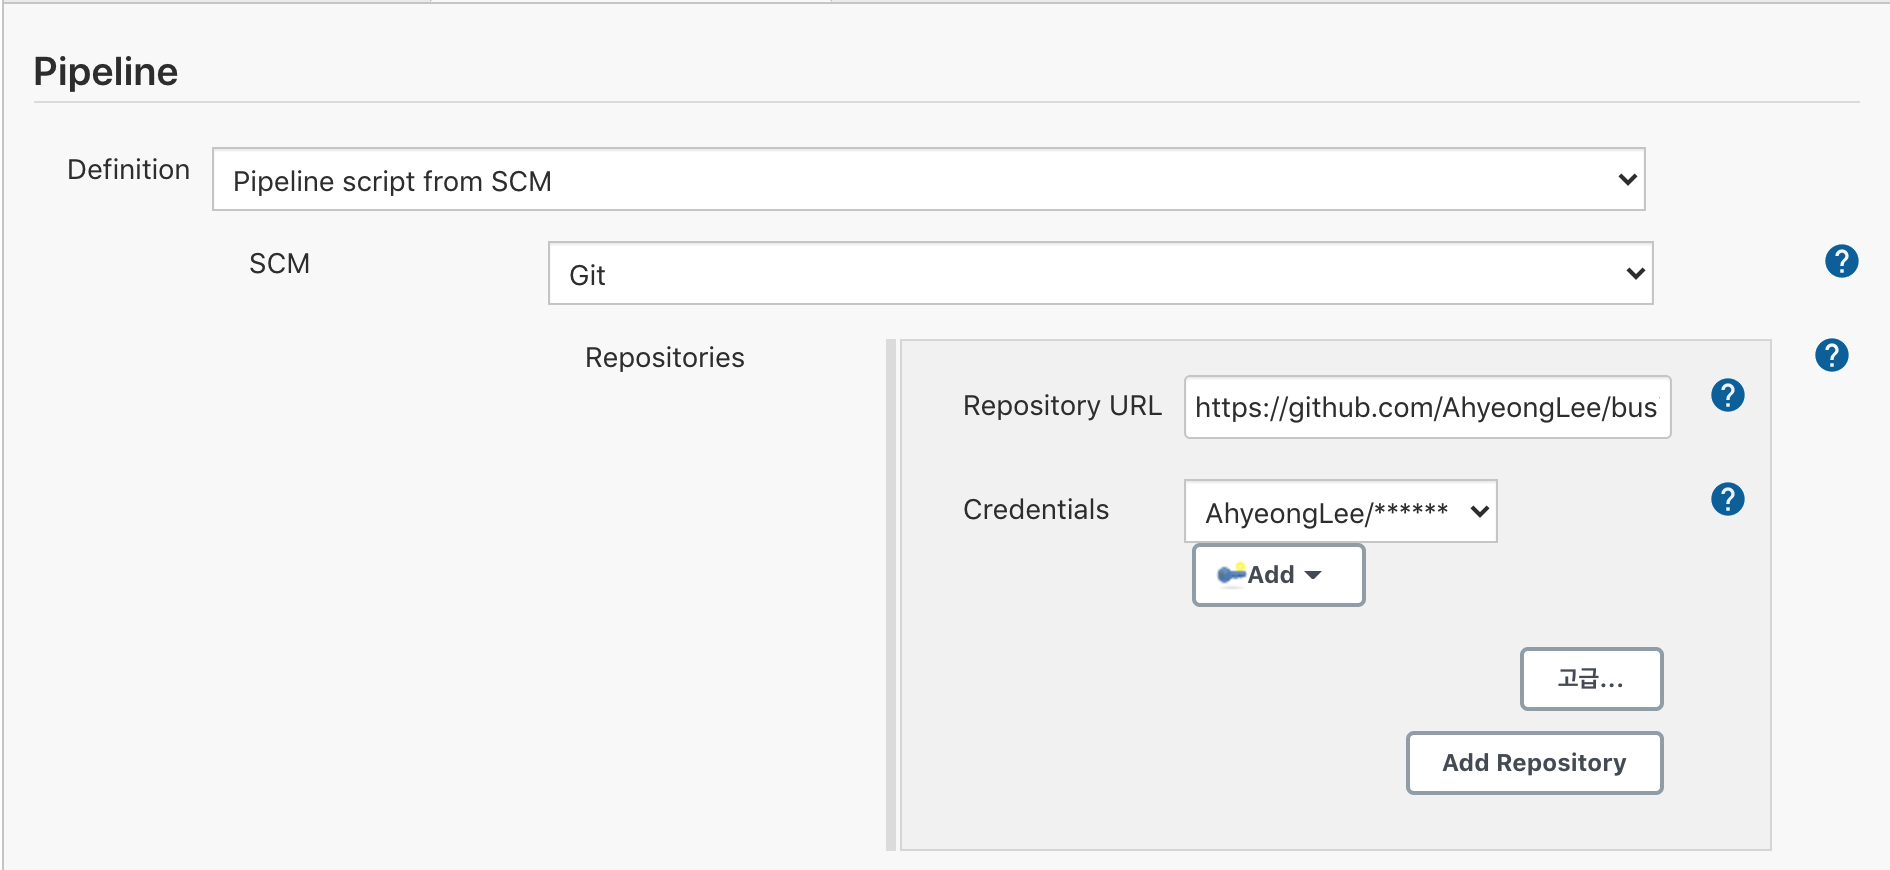 Pipeline
Definition
Pipeline script from SCM
SCM
Git
?
Repositories
?
Repository URL
https://github.com/AhyeongLee/bus
?
Credentials
AhyeongLee/******
?
Add
고급...
Add Repository